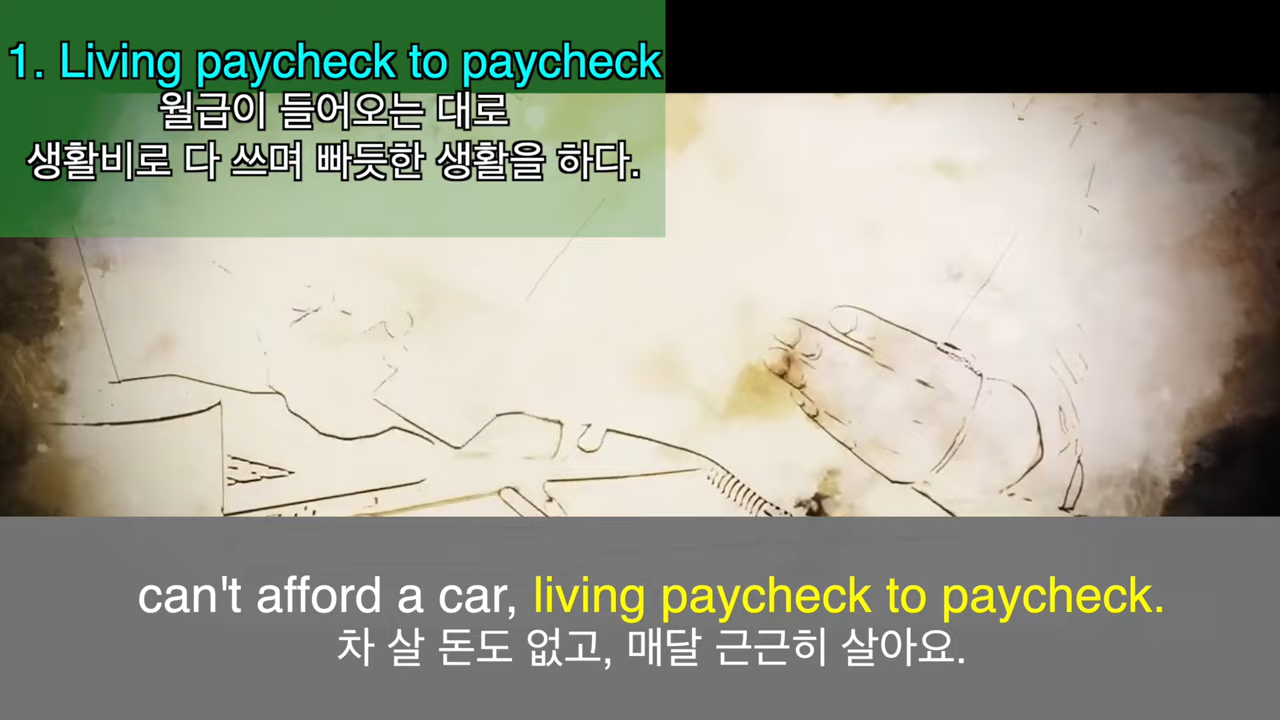 1. Living paycheck to paycheck
월급이 들어오는 대로
생활비로 다 쓰며 빠듯한 생활을 하다.
can't afford a car, living paycheck to paycheck.
차 살 돈도 없고, 매달 근근히 살아요.